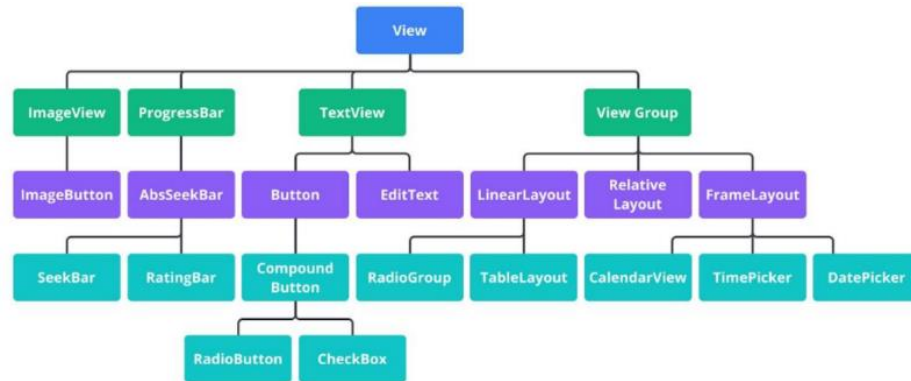 View
ImageView
ProgressBar
TextView
View Group
ImageButton
AbsSeekBar
Button
EditText
LinearLayout
Relative
Layout
FrameLayout
SeekBar
RatingBar
Compound
Button
RadioGroup
TableLayout
CalendarView
TimePicker
DatePicker
RadioButton
CheckBox